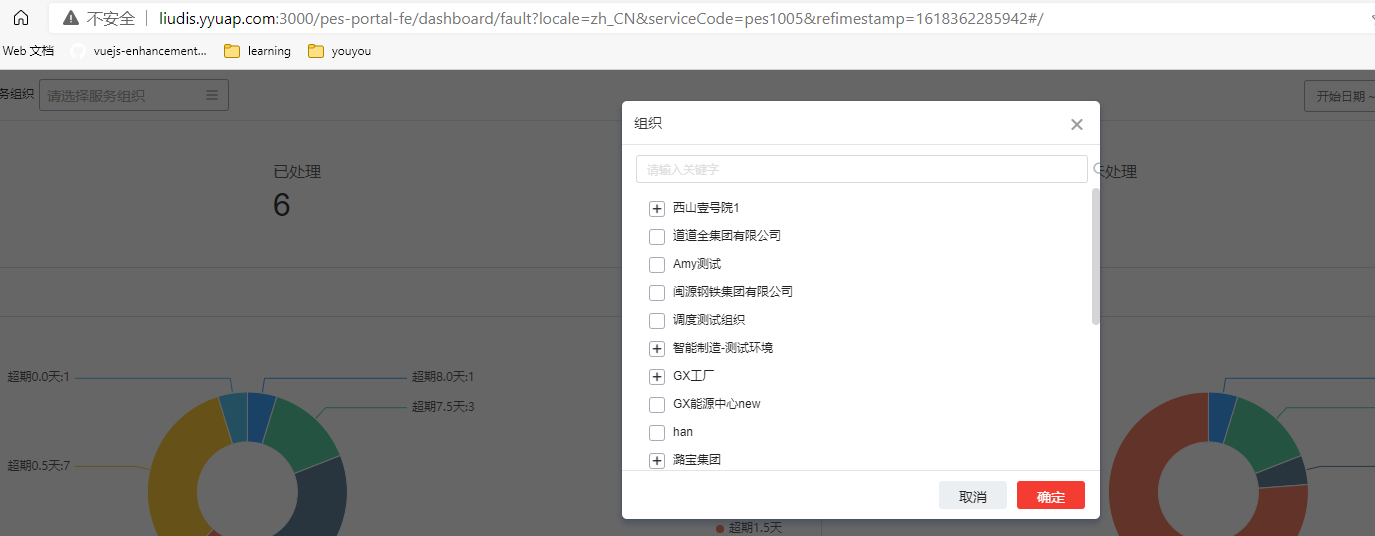 不安全 liudis.yyuap.com:3000/pes-portal-fe/dashboard/fault?locale=zh_CN&serviceCode=pes1005&refimestamp=1618362285942#/
Web 文档 vuejs-enhancement... learning youyou
务组织 请选择服务组织 开始日期 ~
组织
请输入关键字
已处理
6
处理
西山壹号院1
道道全集团有限公司
Amy测试
闽源钢铁集团有限公司
调度测试组织
智能制造-测试环境
GX工厂
GX能源中心new
han
潞宝集团
取消 确定
超期0.0天:1
超期8.0天:1
超期7.5天:3
超期0.5天:7
超期1.5天